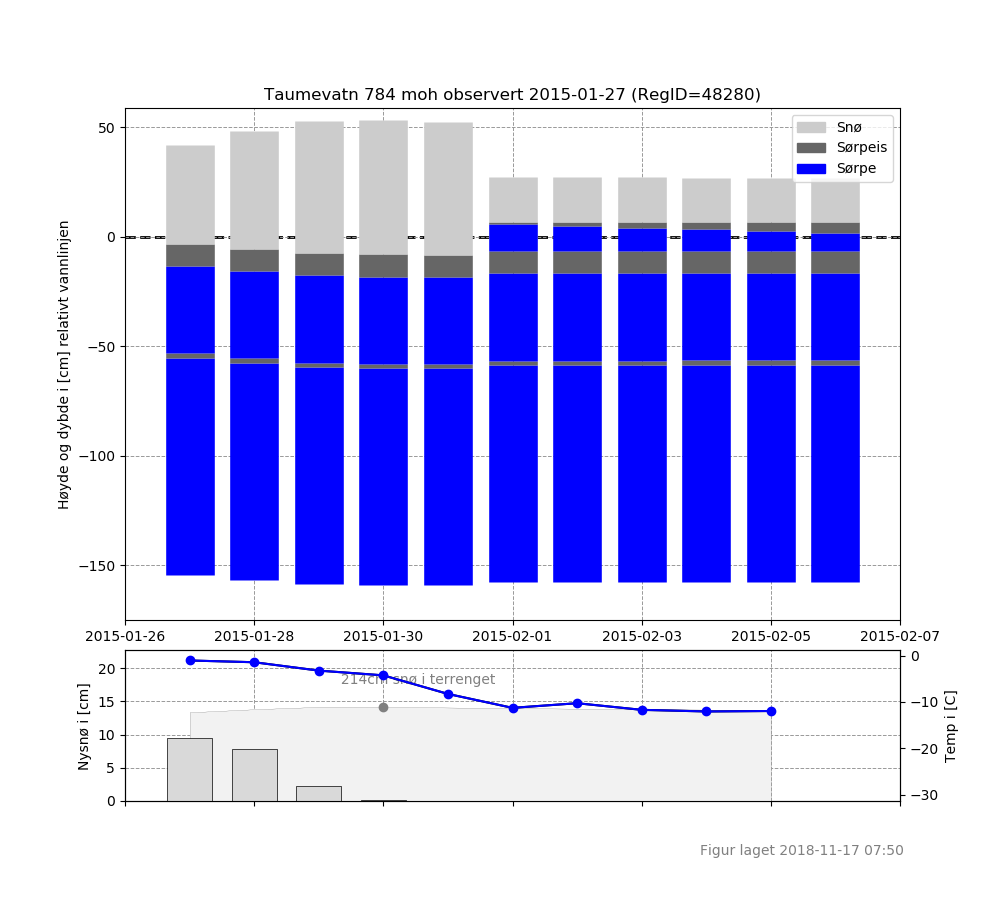 Taumevatn 784 moh observert 2015-01-27 (RegID=48280)
Høyde og dybde i [cm] relativt vannlinjen
50
0
−50
−100
−150
Snø
Sørpeis
Sørpe
2015-01-26 2015-01-28 2015-01-30 2015-02-01 2015-02-03 2015-02-05 2015-02-07
Nysnø i [cm]
20
15
10
5
0
214cm snø i terrenget
0
−10
−20
−30
Temp i [C]
Figur laget 2018-11-17 07:50